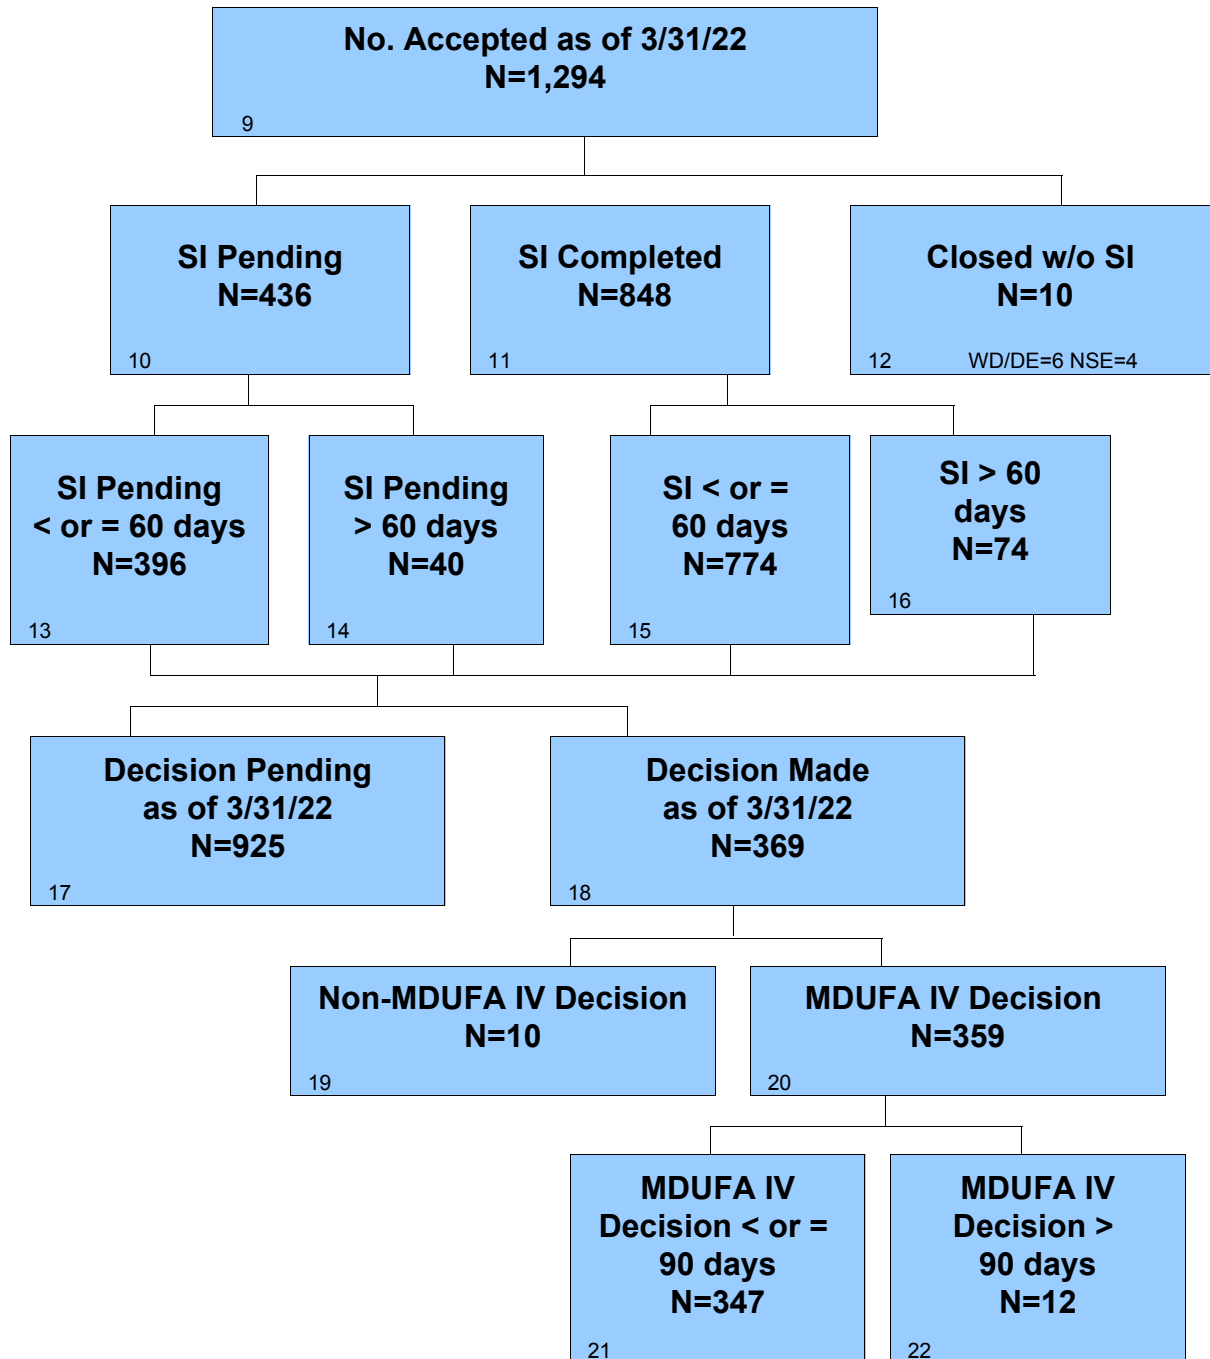 No. Accepted as of 3/31/22
N=1,294
9
SI Pending
N=436
10
SI Completed
N=848
11
Closed w/o SI
N=10
12 WD/DE=6 NSE=4
SI Pending
< or = 60 days
N=396
13
SI Pending
> 60 days
N=40
14
SI < or =
60 days
N=774
15
SI > 60
days
N=74
16
Decision Pending
as of 3/31/22
N=925
17
Decision Made
as of 3/31/22
N=369
18
Non-MDUFA IV Decision
N=10
19
MDUFA IV Decision
N=359
20
MDUFA IV
Decision < or =
90 days
N=347
21
MDUFA IV
Decision >
90 days
N=12
22